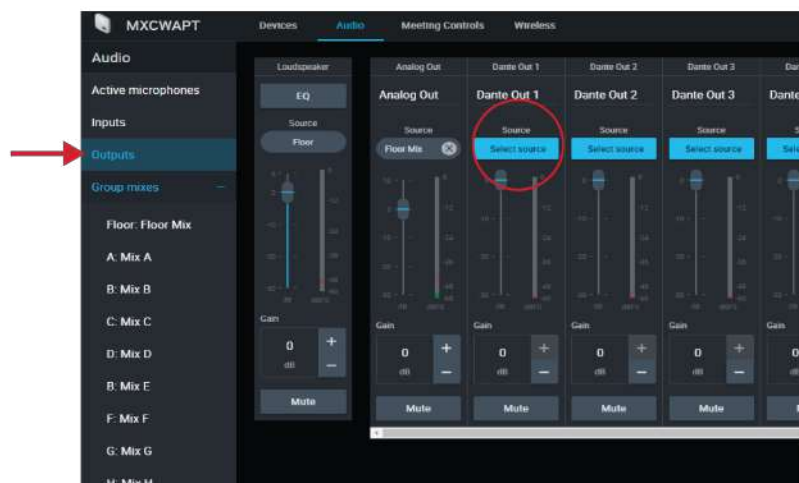 MXCWAPT
Devices Audio Meeting Controls Wireless
Audio
Active microphones
Inputs
Outputs
Group mixes
Floor: Floor Mix
A: Mix A
B: Mix B
C: Mix C
D: Mix D
B: Mix E
F: Mix F
G: Mix G
Loudspeaker
EQ
Source
Floor
Gain
0
dB
Mute
Analog Out
Analog Out
Source
Floor Mix
Gain
0
dB
Mute
Dante Out 1
Dante Out 1
Source
Select source
Gain
0
dB
Mute
Dante Out 2
Dante Out 2
Source
Select source
Gain
0
dB
Mute
Dante Out 3
Dante Out 3
Source
Select source
Gain
0
dB
Mute